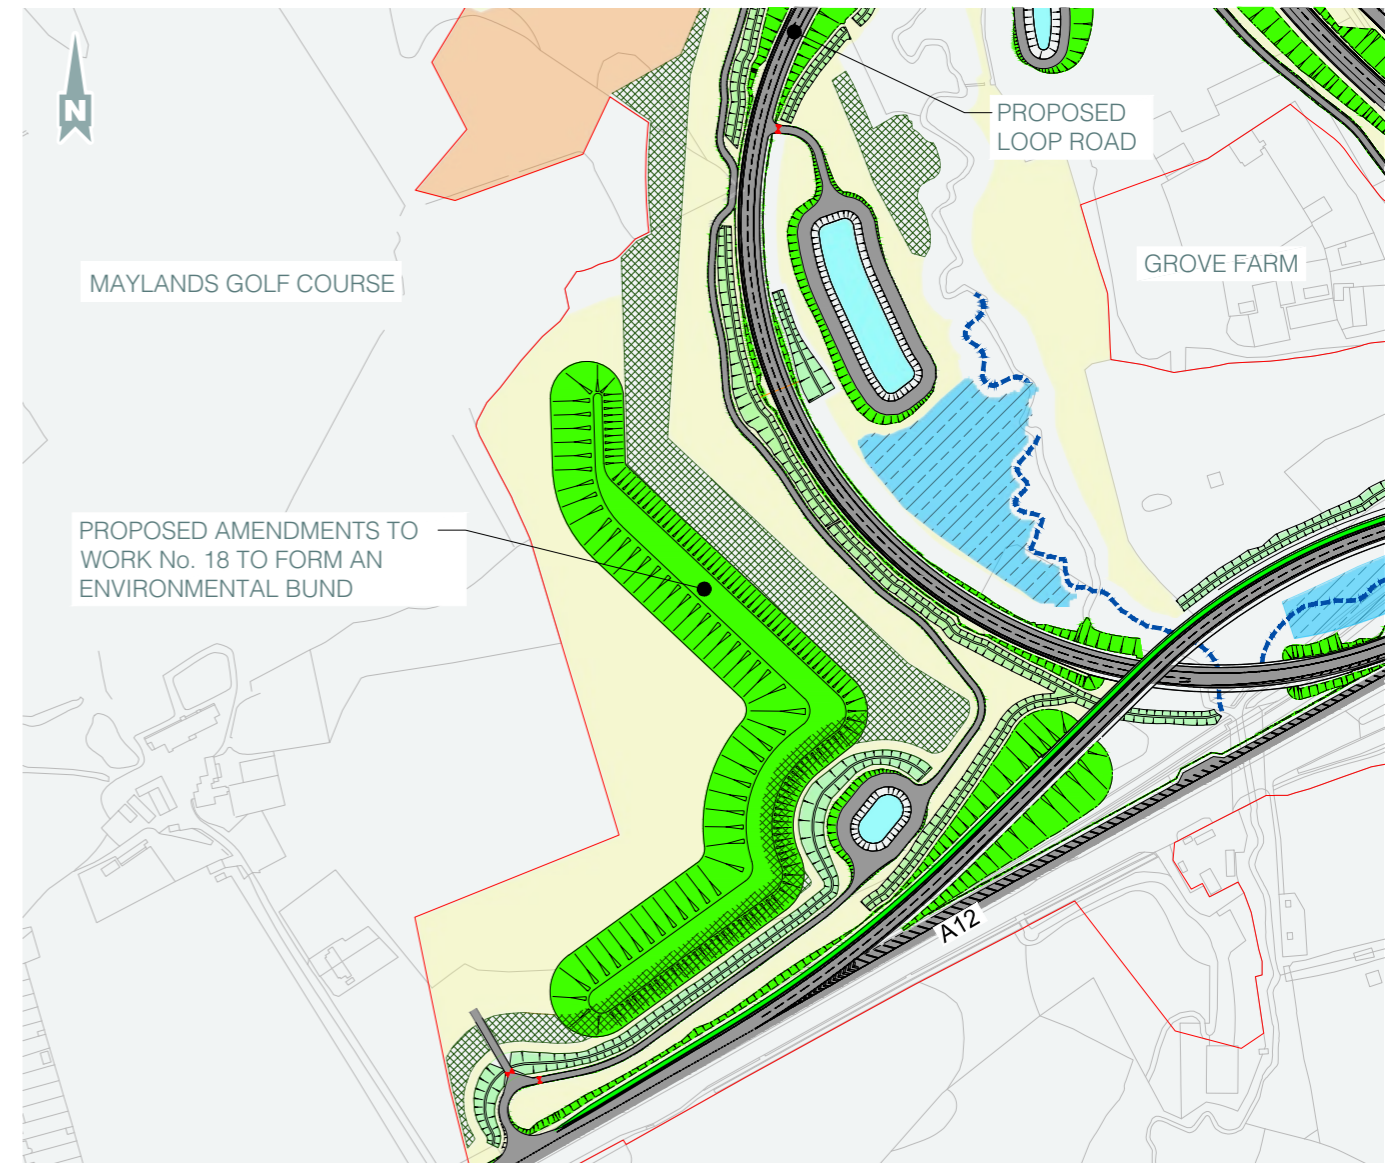 N
PROPOSED
LOOP ROAD
GROVE FARM
MAYLANDS GOLF COURSE
PROPOSED AMENDMENTS TO
WORK No. 18 TO FORM AN
ENVIRONMENTAL BUND
A12